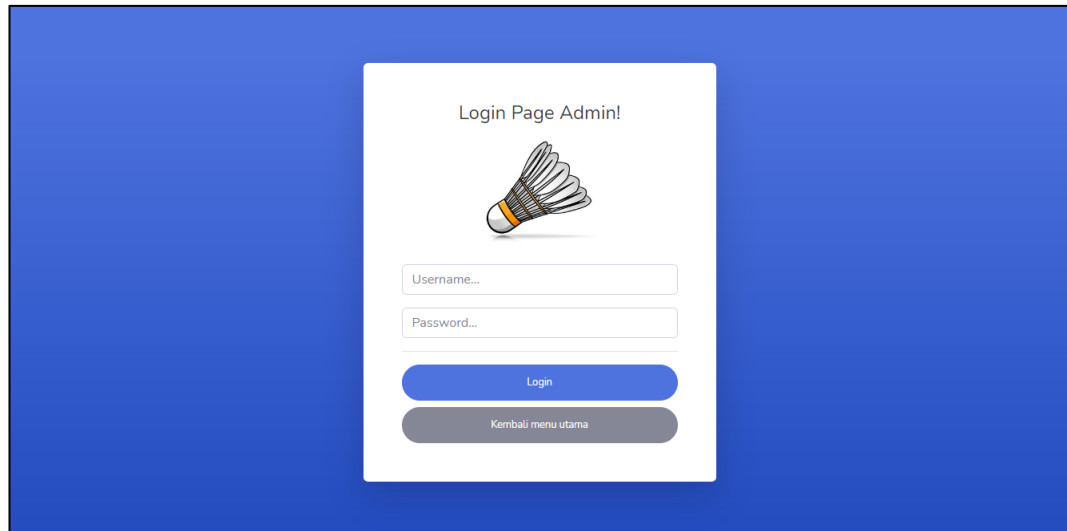 Login Page Admin!
Username...
Password...
Login
Kembali menu utama